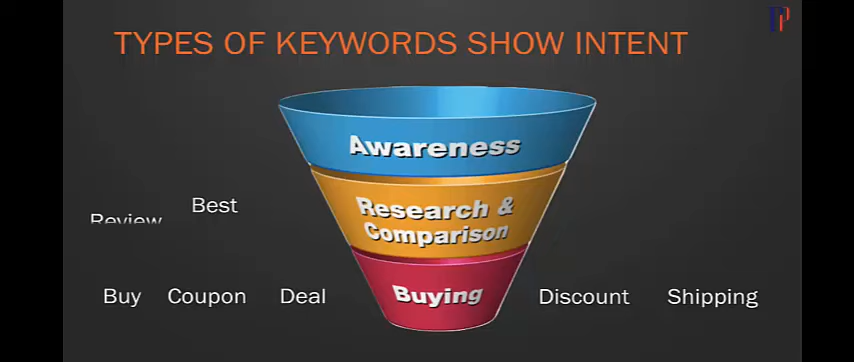 TYPES OF KEYWORDS SHOW INTENT
Awareness
Best
Review
Research &
Comparison
Buy Coupon Deal Buying Discount Shipping